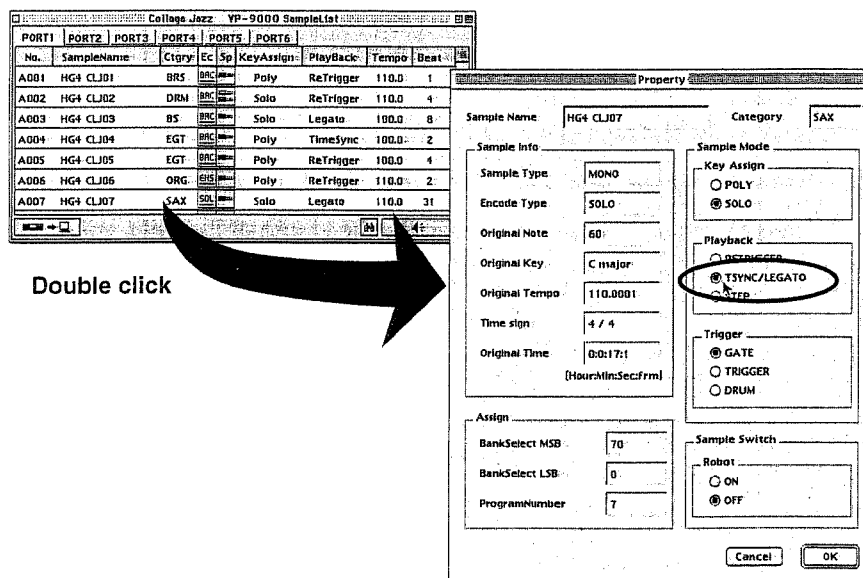 Collage Jazz YP-9000 SampleList
PORT1 PORT2 PORT3 PORT4 PORT5 PORT6
No. SampleName Ctgry Ec Sp KeyAssign PlayBack Tempo Beat
A001 HG4 CLJ01 BRS BAC Poly ReTrigger 110.0 1
A002 HG4 CLJ02 DRM BAC Solo ReTrigger 110.0 4
A003 HG4 CLJ03 BS BAC Solo Legato 100.0 8
A004 HG4 CLJ04 EGT BAC Poly TimeSync 100.0 2
A005 HG4 CLJ05 EGT BAC Poly ReTrigger 100.0 4
A006 HG4 CLJ06 ORG ENS Poly ReTrigger 110.0 2
A007 HG4 CLJ07 SAX SOL Solo Legato 110.0 31
Double click
Property
Sample Name HG4 CLJ07 Category SAX
Sample Info
Sample Type MONO
Encode Type SOLO
Original Note 60
Original Key C major
Original Tempo 110.0001
Time sign 4 / 4
Original Time 0:0:17:1
[Hour:Min:Sec:frm]
Assign
BankSelect MSB 70
BankSelect LSB 0
ProgramNumber 7
Sample Mode
Key Assign
POLY
SOLO
Playback
RETRIGGER
TSYNC/LEGATO
STEP
Trigger
GATE
TRIGGER
DRUM
Sample Switch
Robot
ON
OFF
Cancel OK